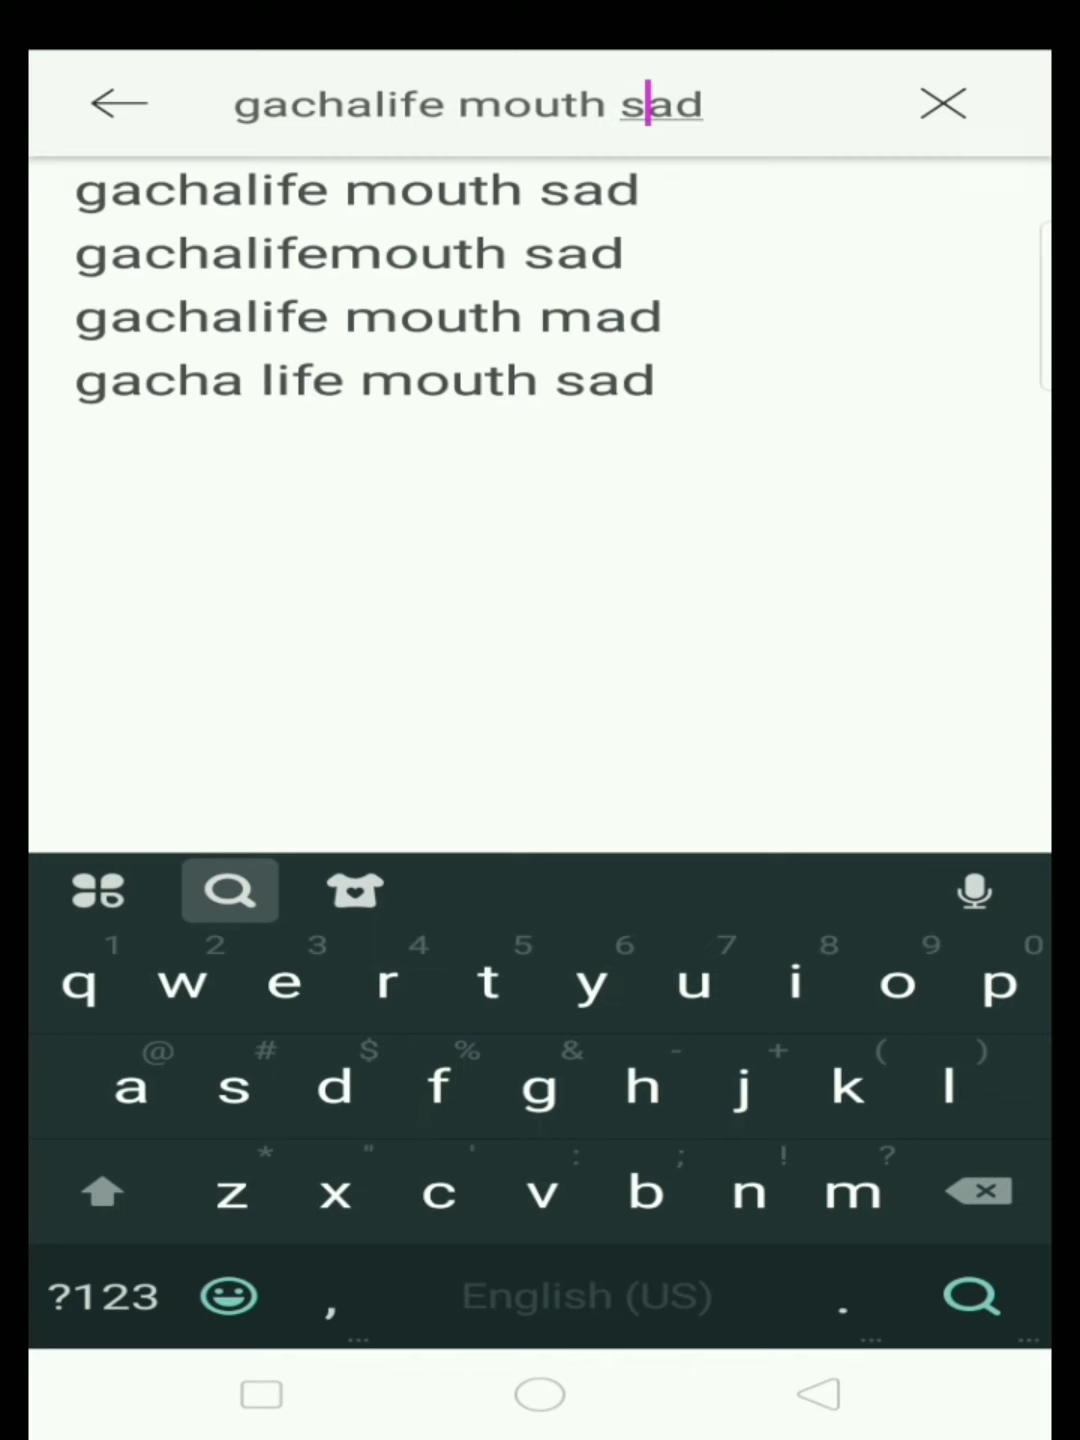 gachalife mouth sad
gachalife mouth sad
gachalifemouth sad
gachalife mouth mad
gacha life mouth sad
1 2 3 4 5 6 7 8 9 0
q w e r t y u i o p
@ # $ % & - + ( )
a s d f g h j k l
* " ' : ; ! ?
z x c v b n m
?123 , English (US) .